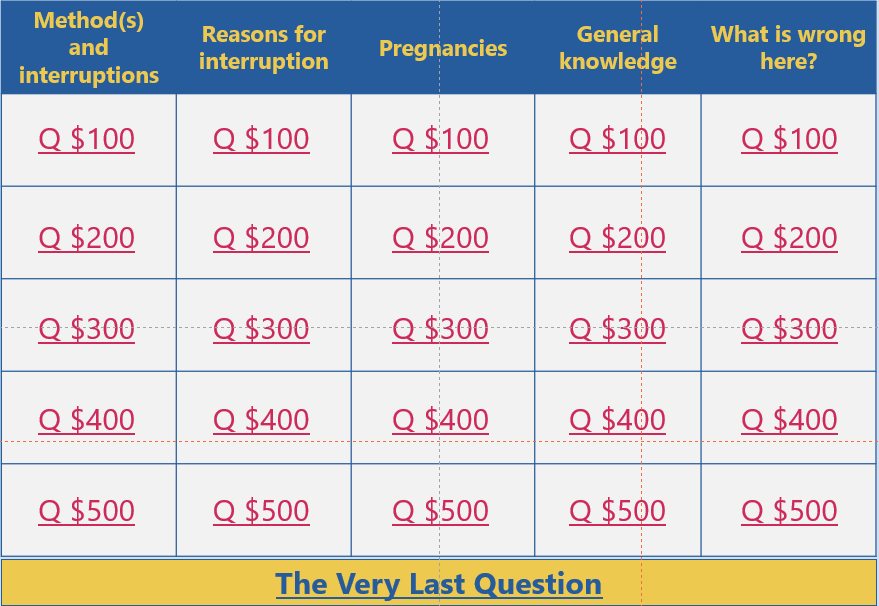 Method(s)
and
interruptions
Reasons for
interruption
Pregnancies
General
knowledge
What is wrong
here?
Q $100 Q $100 Q $100 Q $100 Q $100
Q $200 Q $200 Q $200 Q $200 Q $200
Q $300 Q $300 Q $300 Q $300 Q $300
Q $400 Q $400 Q $400 Q $400 Q $400
Q $500 Q $500 Q $500 Q $500 Q $500
The Very Last Question